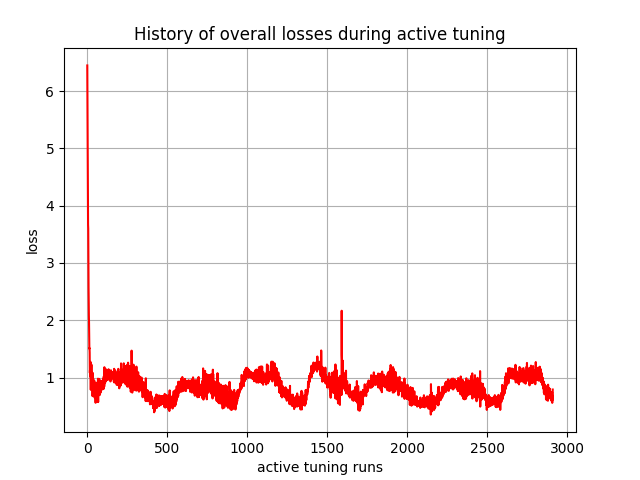 History of overall losses during active tuning
6
5
4
3
2
1
loss
0 500 1000 1500 2000 2500 3000
active tuning runs